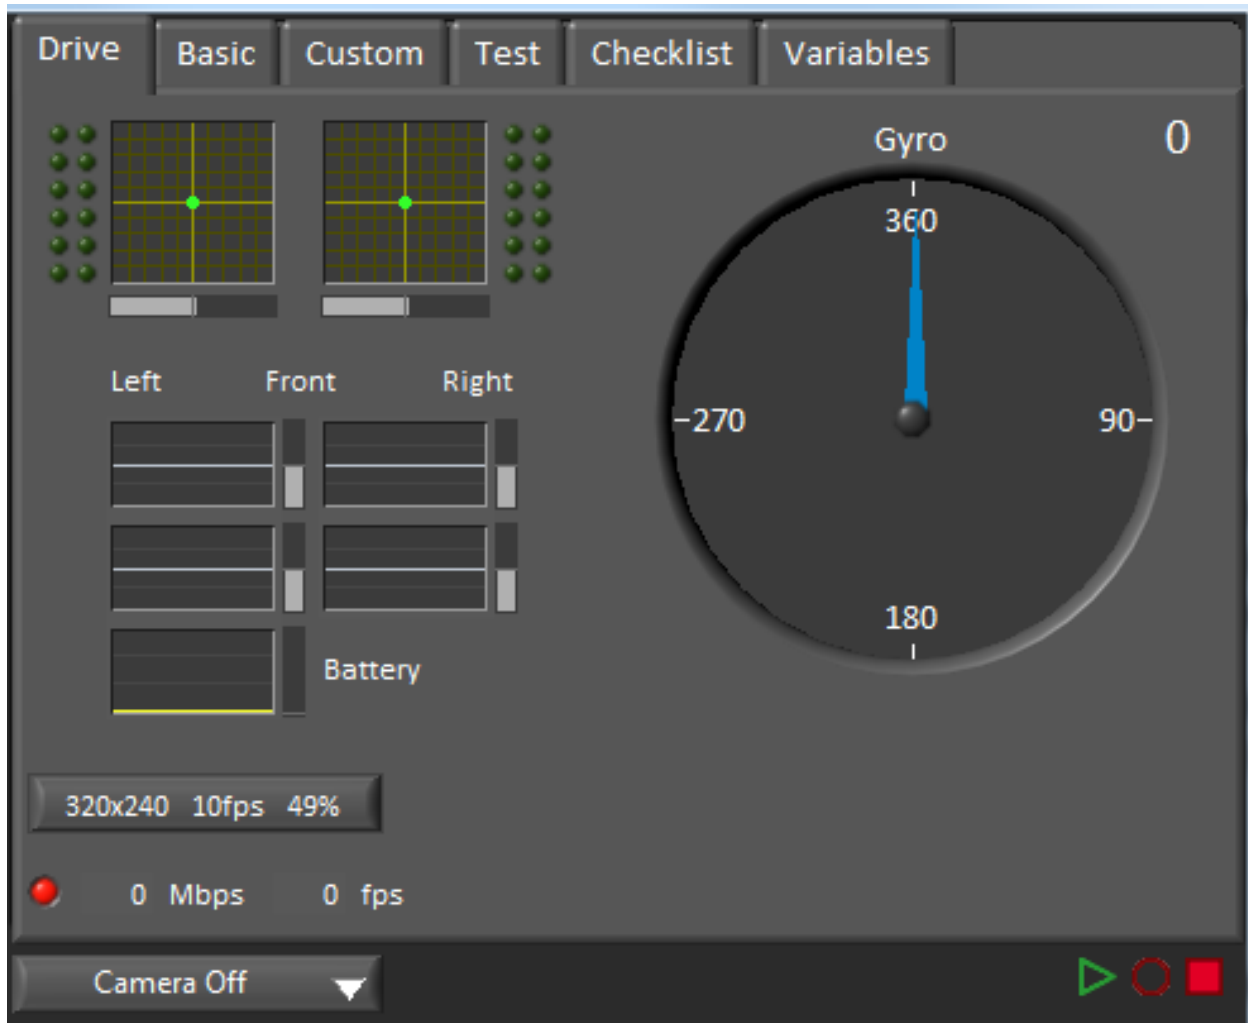 Drive Basic Custom Test Checklist Variables
Gyro 0
360
Left Front Right
270 90
180
Battery
320x240 10fps 49%
0 Mbps 0 fps
Camera Off